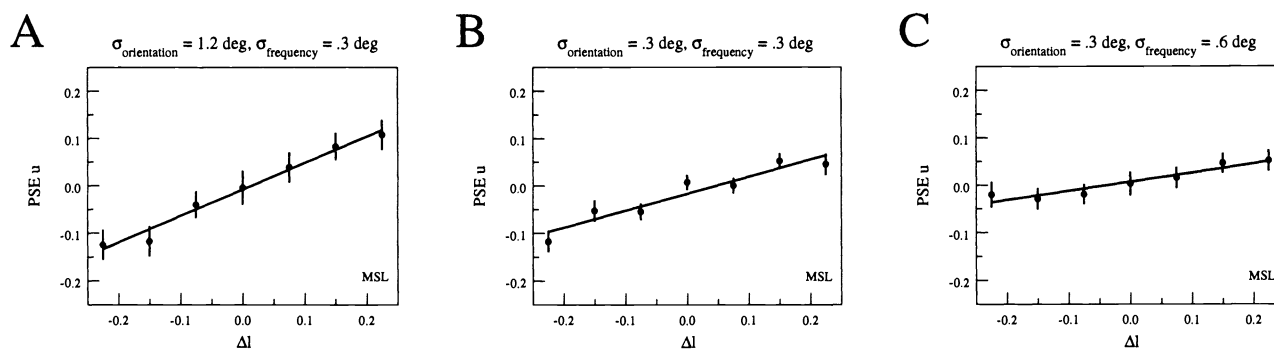 A
σorientation = 1.2 deg, σfrequency = .3 deg
0.2
0.1
0.0
-0.1
-0.2
PSE u
MSL
-0.2 -0.1 0.0 0.1 0.2
Δl
B
σorientation = .3 deg, σfrequency = .3 deg
0.2
0.1
0.0
-0.1
-0.2
PSE u
MSL
-0.2 -0.1 0.0 0.1 0.2
Δl
C
σorientation = .3 deg, σfrequency = .6 deg
0.2
0.1
0.0
-0.1
-0.2
PSE u
MSL
-0.2 -0.1 0.0 0.1 0.2
Δl